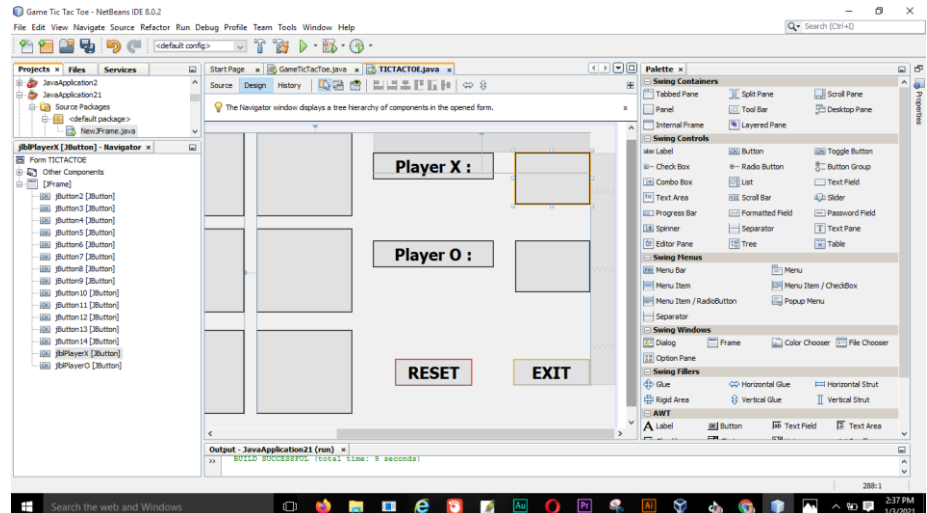 Game Tic Tac Toe - NetBeans IDE 8.0.2
File Edit View Navigate Source Refactor Run Debug Profile Team Tools Window Help
Search (Ctrl+I)
<default config>
Projects × Files Services
JavaApplication2
JavaApplication21
Source Packages
<default package>
NewJFrame.java
Start Page × GameTicTacToe.java × TICTACTOE.java ×
Source Design History
The Navigator window displays a tree hierarchy of components in the opened form. x
jlblPlayerX [JButton] - Navigator ×
Form TICTACTOE
Other Components
[JFrame]
jButton2 [JButton]
jButton3 [JButton]
jButton4 [JButton]
jButton5 [JButton]
jButton6 [JButton]
jButton7 [JButton]
jButton8 [JButton]
jButton9 [JButton]
jButton10 [JButton]
jButton11 [JButton]
jButton12 [JButton]
jButton13 [JButton]
jButton14 [JButton]
jlblPlayerX [JButton]
jlblPlayerO [JButton]
Player X :
Player O :
RESET EXIT
Palette ×
Swing Containers
Tabbed Pane Split Pane Scroll Pane
Panel Tool Bar Desktop Pane
Internal Frame Layered Pane
Swing Controls
label Label Button Toggle Button
Check Box Radio Button Button Group
Combo Box List Text Field
Text Area Scroll Bar Slider
Progress Bar Formatted Field Password Field
Spinner Separator Text Pane
Editor Pane Tree Table
Swing Menus
Menu Bar Menu
Menu Item Menu Item / CheckBox
Menu Item / RadioButton Popup Menu
Separator
Swing Windows
Dialog Frame Color Chooser File Chooser
Option Pane
Swing Fillers
Glue Horizontal Glue Horizontal Strut
Rigid Area Vertical Glue Vertical Strut
AWT
Label Button Text Field Text Area
Properties
Output - JavaApplication21 (run) ×
BUILD SUCCESSFUL (total time: 9 seconds)
288:1
Search the web and Windows
2:37 PM
1/3/2021